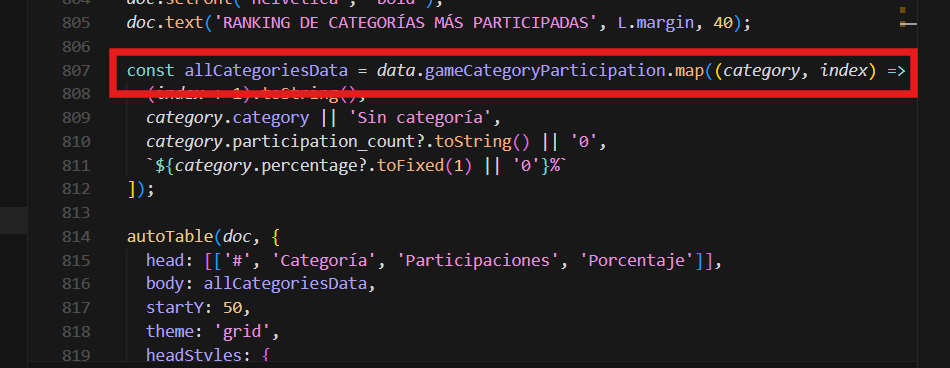 804 doc.setFont('helvetica', 'bold');
805 doc.text('RANKING DE CATEGORÍAS MÁS PARTICIPADAS', L.margin, 40);
806
807 const allCategoriesData = data.gameCategoryParticipation.map((category, index) =>
808 (index + 1).toString(),
809 category.category || 'Sin categoría',
810 category.participation_count?.toString() || '0',
811 `${category.percentage?.toFixed(1) || '0'}%`
812 ]);
813
814 autoTable(doc, {
815 head: [['#', 'Categoría', 'Participaciones', 'Porcentaje']],
816 body: allCategoriesData,
817 startY: 50,
818 theme: 'grid',
819 headStyles: {